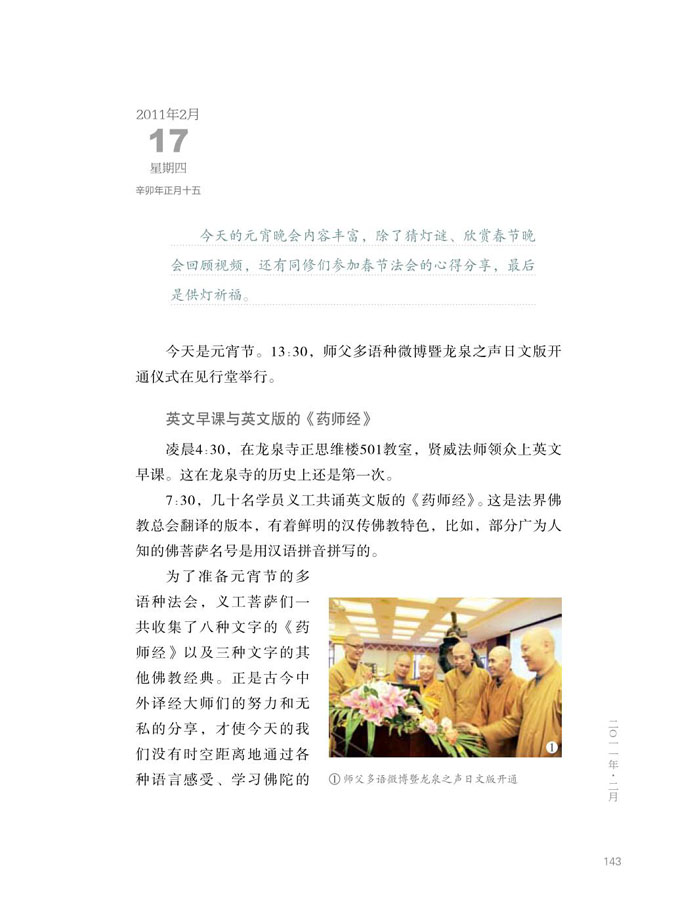 2011年2月
17
星期四
辛卯年正月十五
今天的元宵晚会内容丰富，除了猜灯谜、欣赏春节晚
会回顾视频，还有同修们参加春节法会的心得分享，最后
是供灯祈福。
今天是元宵节。13:30，师父多语种微博暨龙泉之声日文版开
通仪式在见行堂举行。
英文早课与英文版的《药师经》
凌晨4:30，在龙泉寺正思维楼501教室，贤威法师领众上英文
早课。这在龙泉寺的历史上还是第一次。
7:30，几十名学员义工共诵英文版的《药师经》。这是法界佛
教总会翻译的版本，有着鲜明的汉传佛教特色，比如，部分广为人
知的佛菩萨名号是用汉语拼音拼写的。
为了准备元宵节的多
语种法会，义工菩萨们一
共收集了八种文字的《药
师经》以及三种文字的其
他佛教经典。正是古今中
外译经大师们的努力和无
私的分享，才使今天的我
们没有时空距离地通过各
种语言感受、学习佛陀的
①
① 师父多语微博暨龙泉之声日文版开通
二〇一一年·二月
143